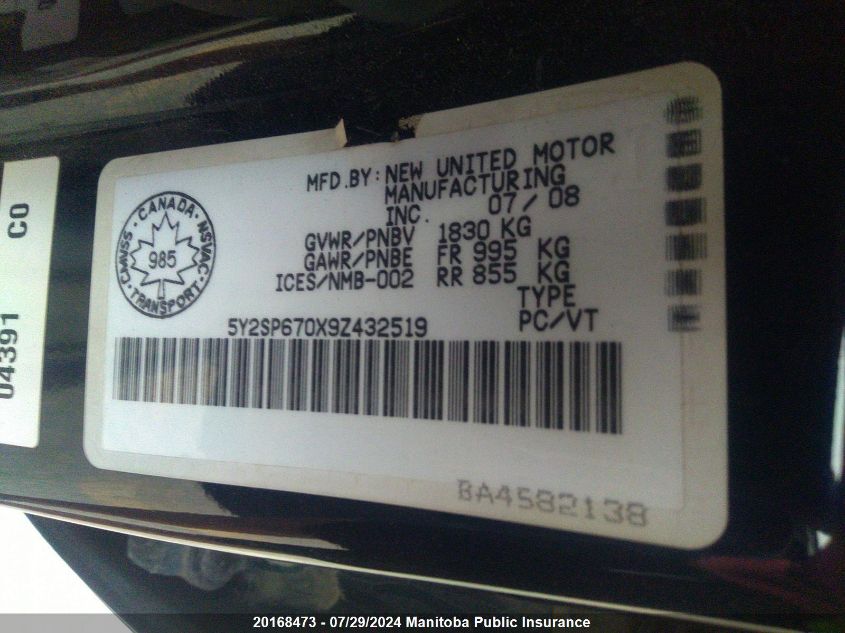 MFD.BY: NEW UNITED MOTOR
MANUFACTURING
INC. 07/08
GVWR/PNBV 1830 KG
GAWR/PNBE FR 995 KG
ICES/NMB-002 RR 855 KG
TYPE
5Y2SP670X9Z432519 PC/VT
CANADA
CMVSS NSVAC
985
TRANSPORT
BA4582138
04391 CO
20168473 - 07/29/2024 Manitoba Public Insurance